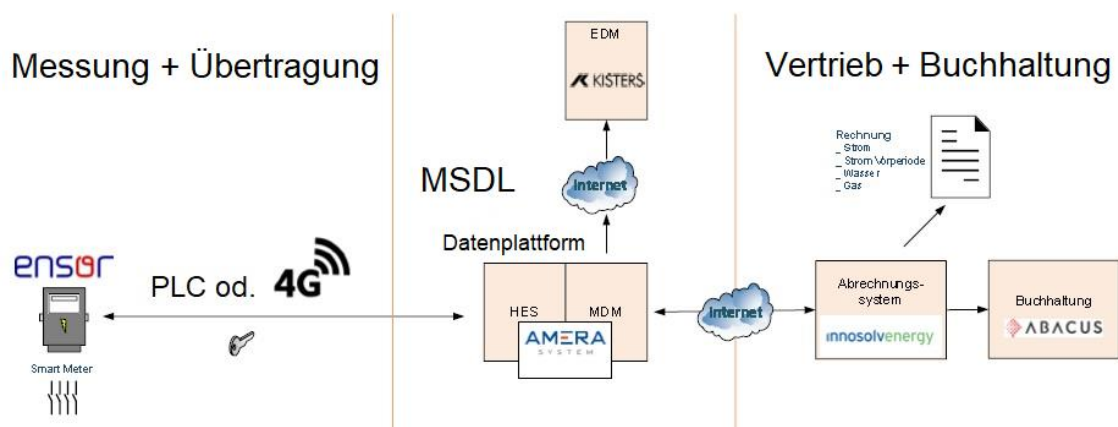 Messung + Übertragung
ensor
PLC od. 4G
Smart Meter
EDM
KISTERS
Internet
MSDL
Datenplattform
HES
MDM
AMERA
SYSTEM
Internet
Vertrieb + Buchhaltung
Rechnung
_ Strom
_ Strom Vorperiode
_ Wasser
_ Gas
Abrechnungs-
system
innosolvenergy
Buchhaltung
ABACUS